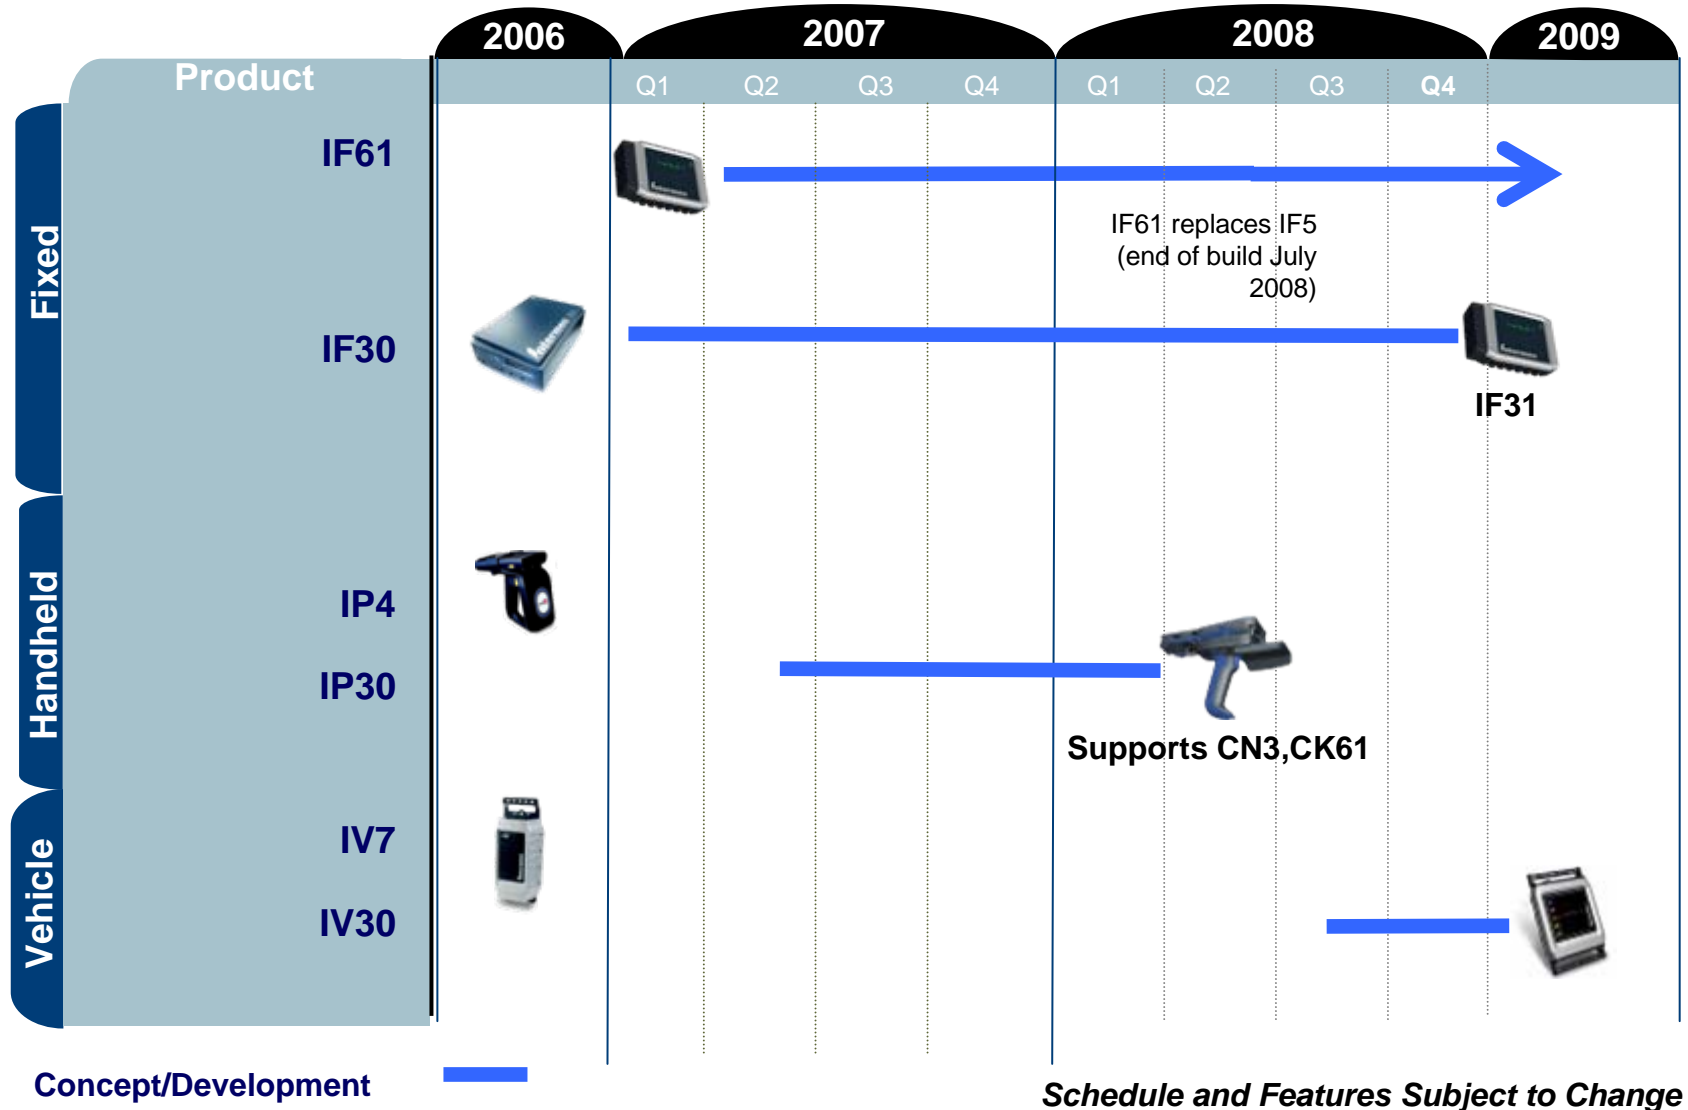 2006 2007 2008 2009
Product
Q1 Q2 Q3 Q4 Q1 Q2 Q3 Q4
Fixed
IF61
IF61 replaces IF5
(end of build July
2008)
IF30
IF31
Handheld
IP4
IP30
Supports CN3,CK61
Vehicle
IV7
IV30
Concept/Development
Schedule and Features Subject to Change